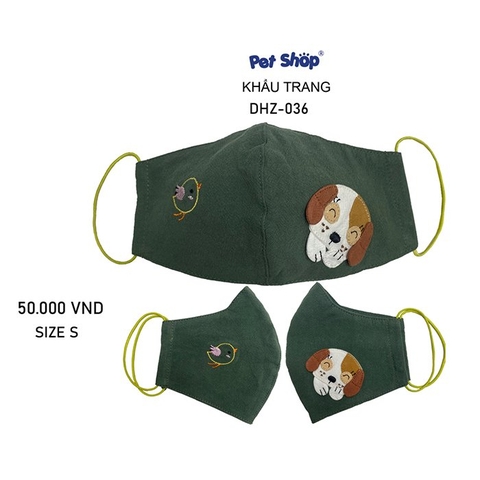 Pet Shop®
KHẨU TRANG
DHZ-036
50.000 VND
SIZE S